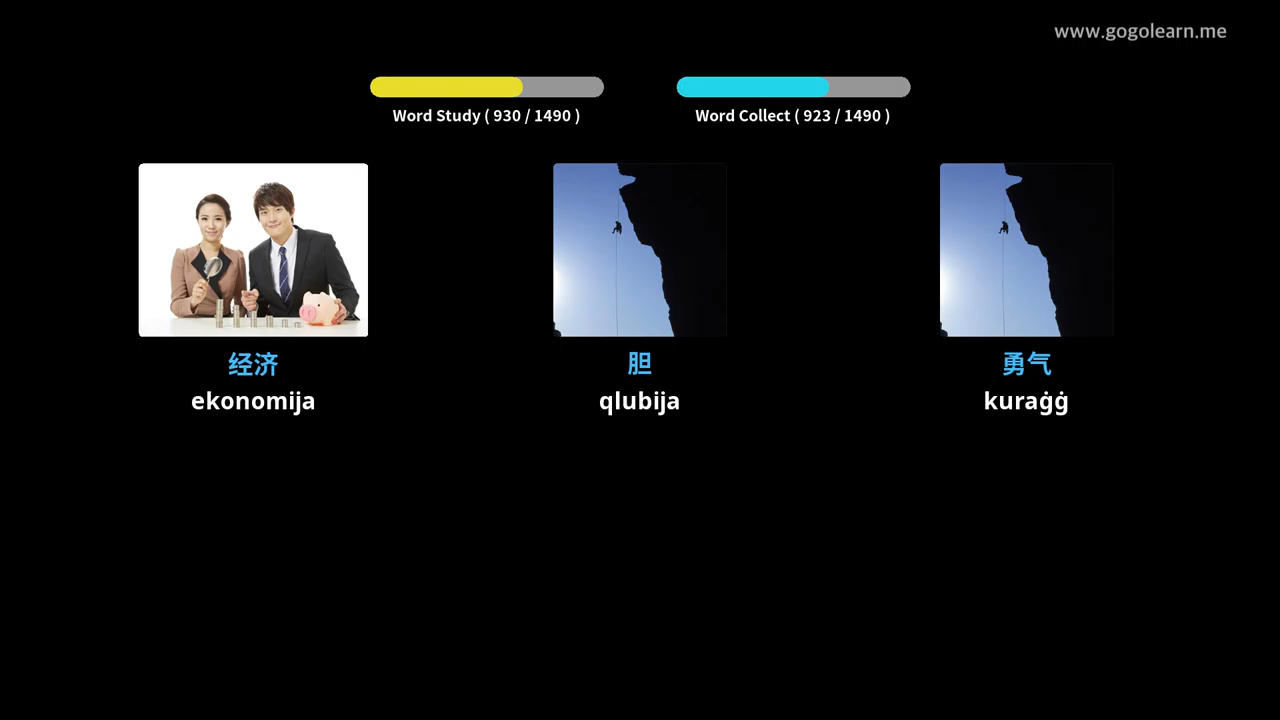 www.gogolearn.me
Word Study ( 930 / 1490 )
Word Collect ( 923 / 1490 )
经济
ekonomija
胆
qlubija
勇气
kuraġġ